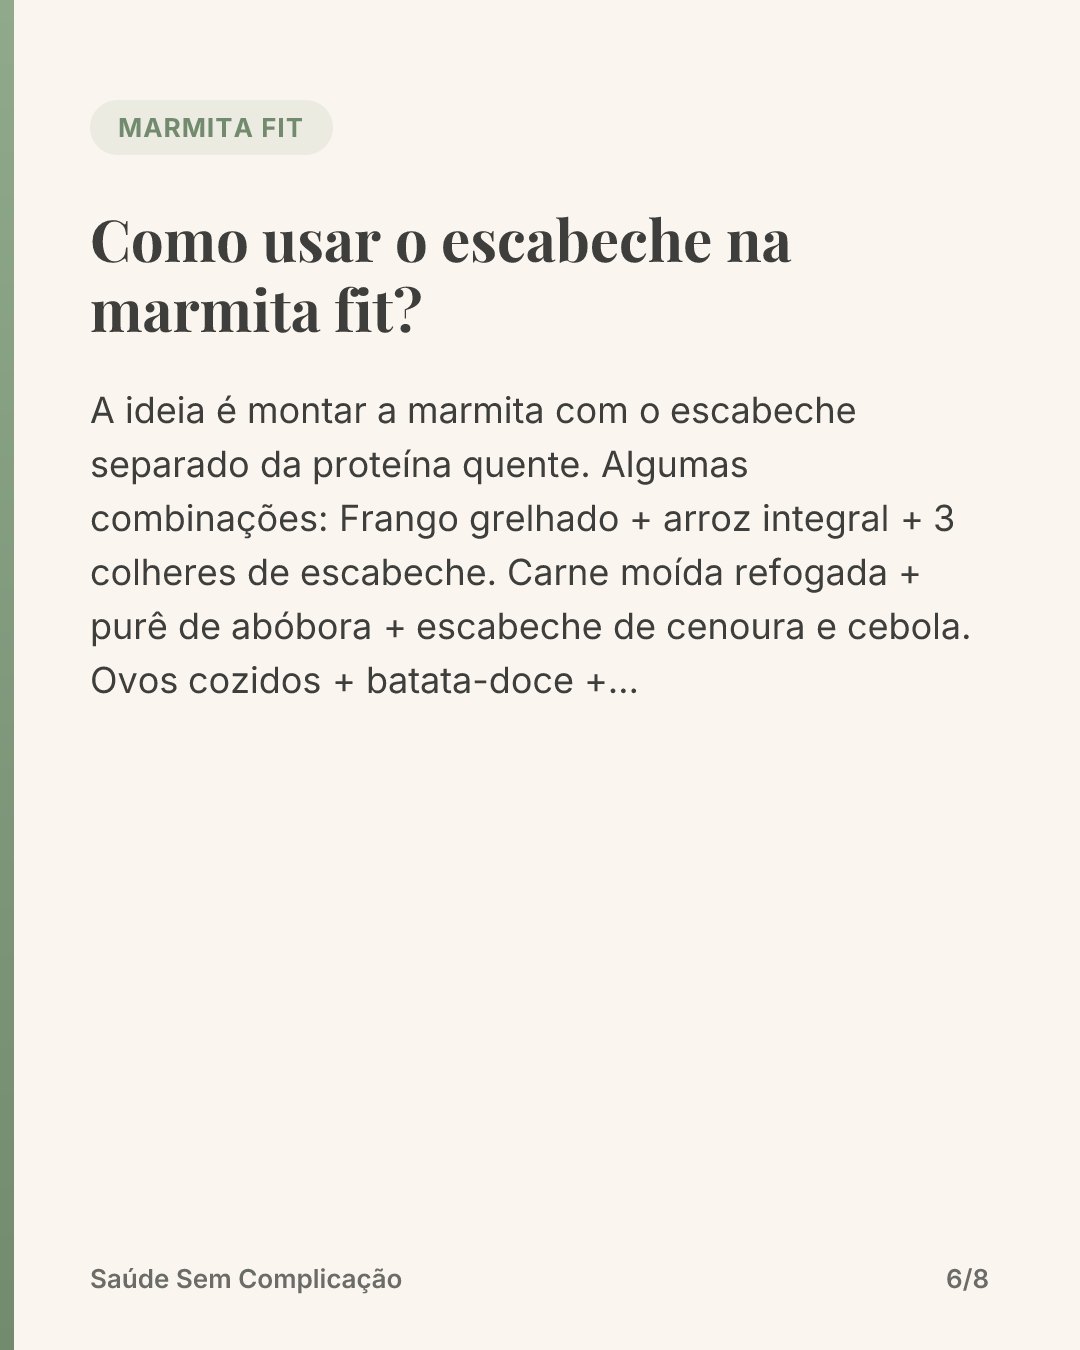 MARMITA FIT
Como usar o escabeche na
marmita fit?
A ideia é montar a marmita com o escabeche
separado da proteína quente. Algumas
combinações: Frango grelhado + arroz integral + 3
colheres de escabeche. Carne moída refogada +
purê de abóbora + escabeche de cenoura e cebola.
Ovos cozidos + batata-doce +...
Saúde Sem Complicação
6/8